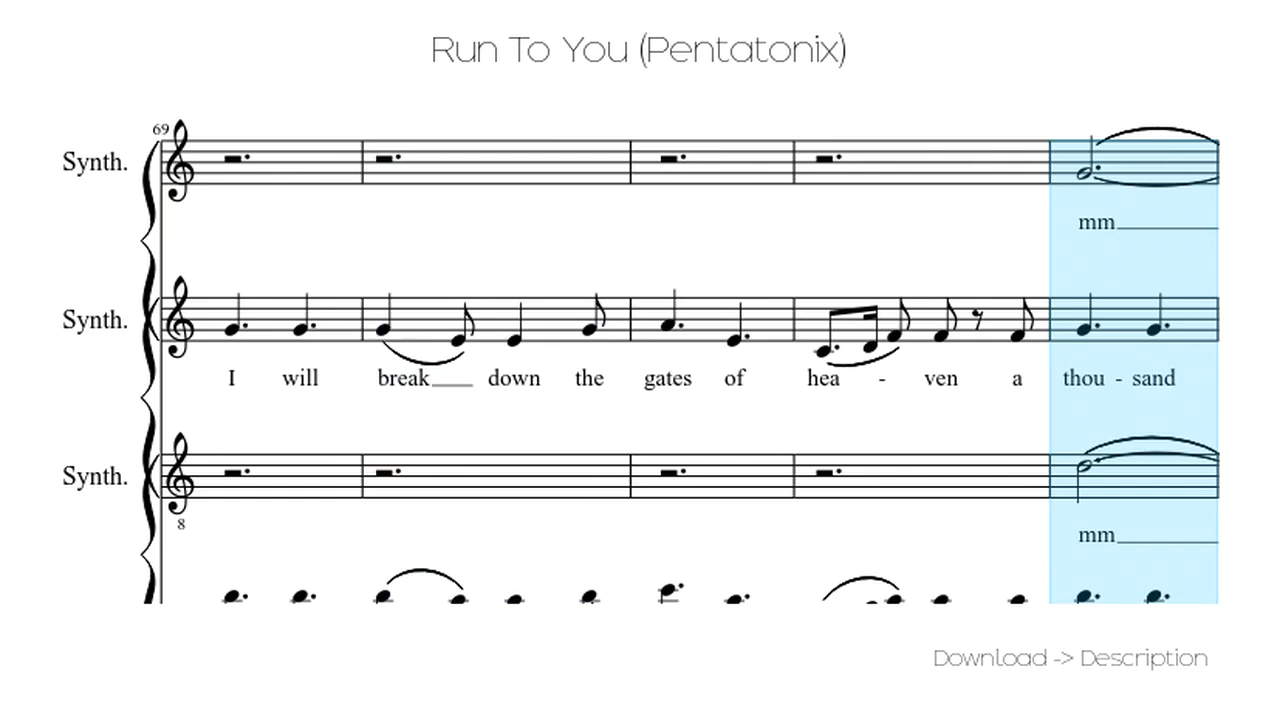 Run To You (Pentatonix)
69
Synth.
mm
Synth.
I will break down the gates of hea - ven a thou - sand
Synth.
8
mm
Download -> Description